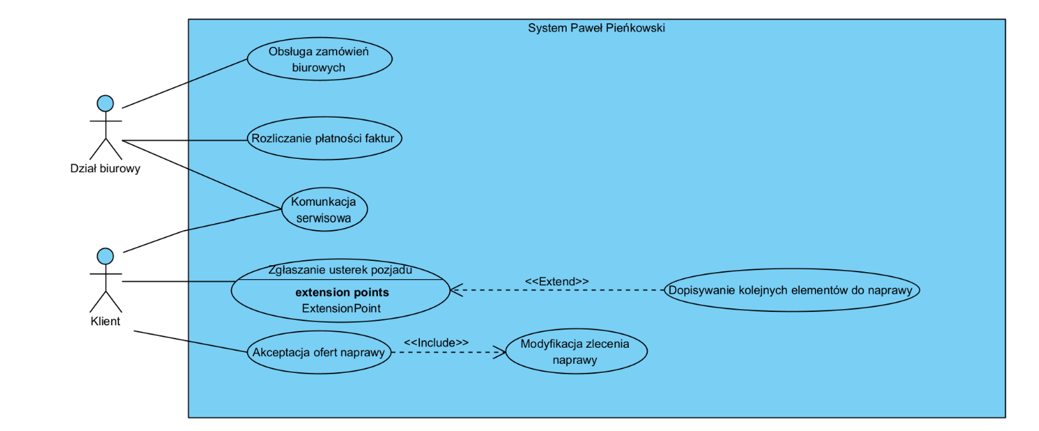 System Paweł Pieńkowski
Obsługa zamówień
biurowych
Rozliczanie płatności faktur
Dział biurowy
Komunkacja
serwisowa
Zgłaszanie usterek pozjadu
extension points
ExtensionPoint
<<Extend>>
Dopisywanie kolejnych elementów do naprawy
Klient
Akceptacja ofert naprawy
<<Include>>
Modyfikacja zlecenia
naprawy